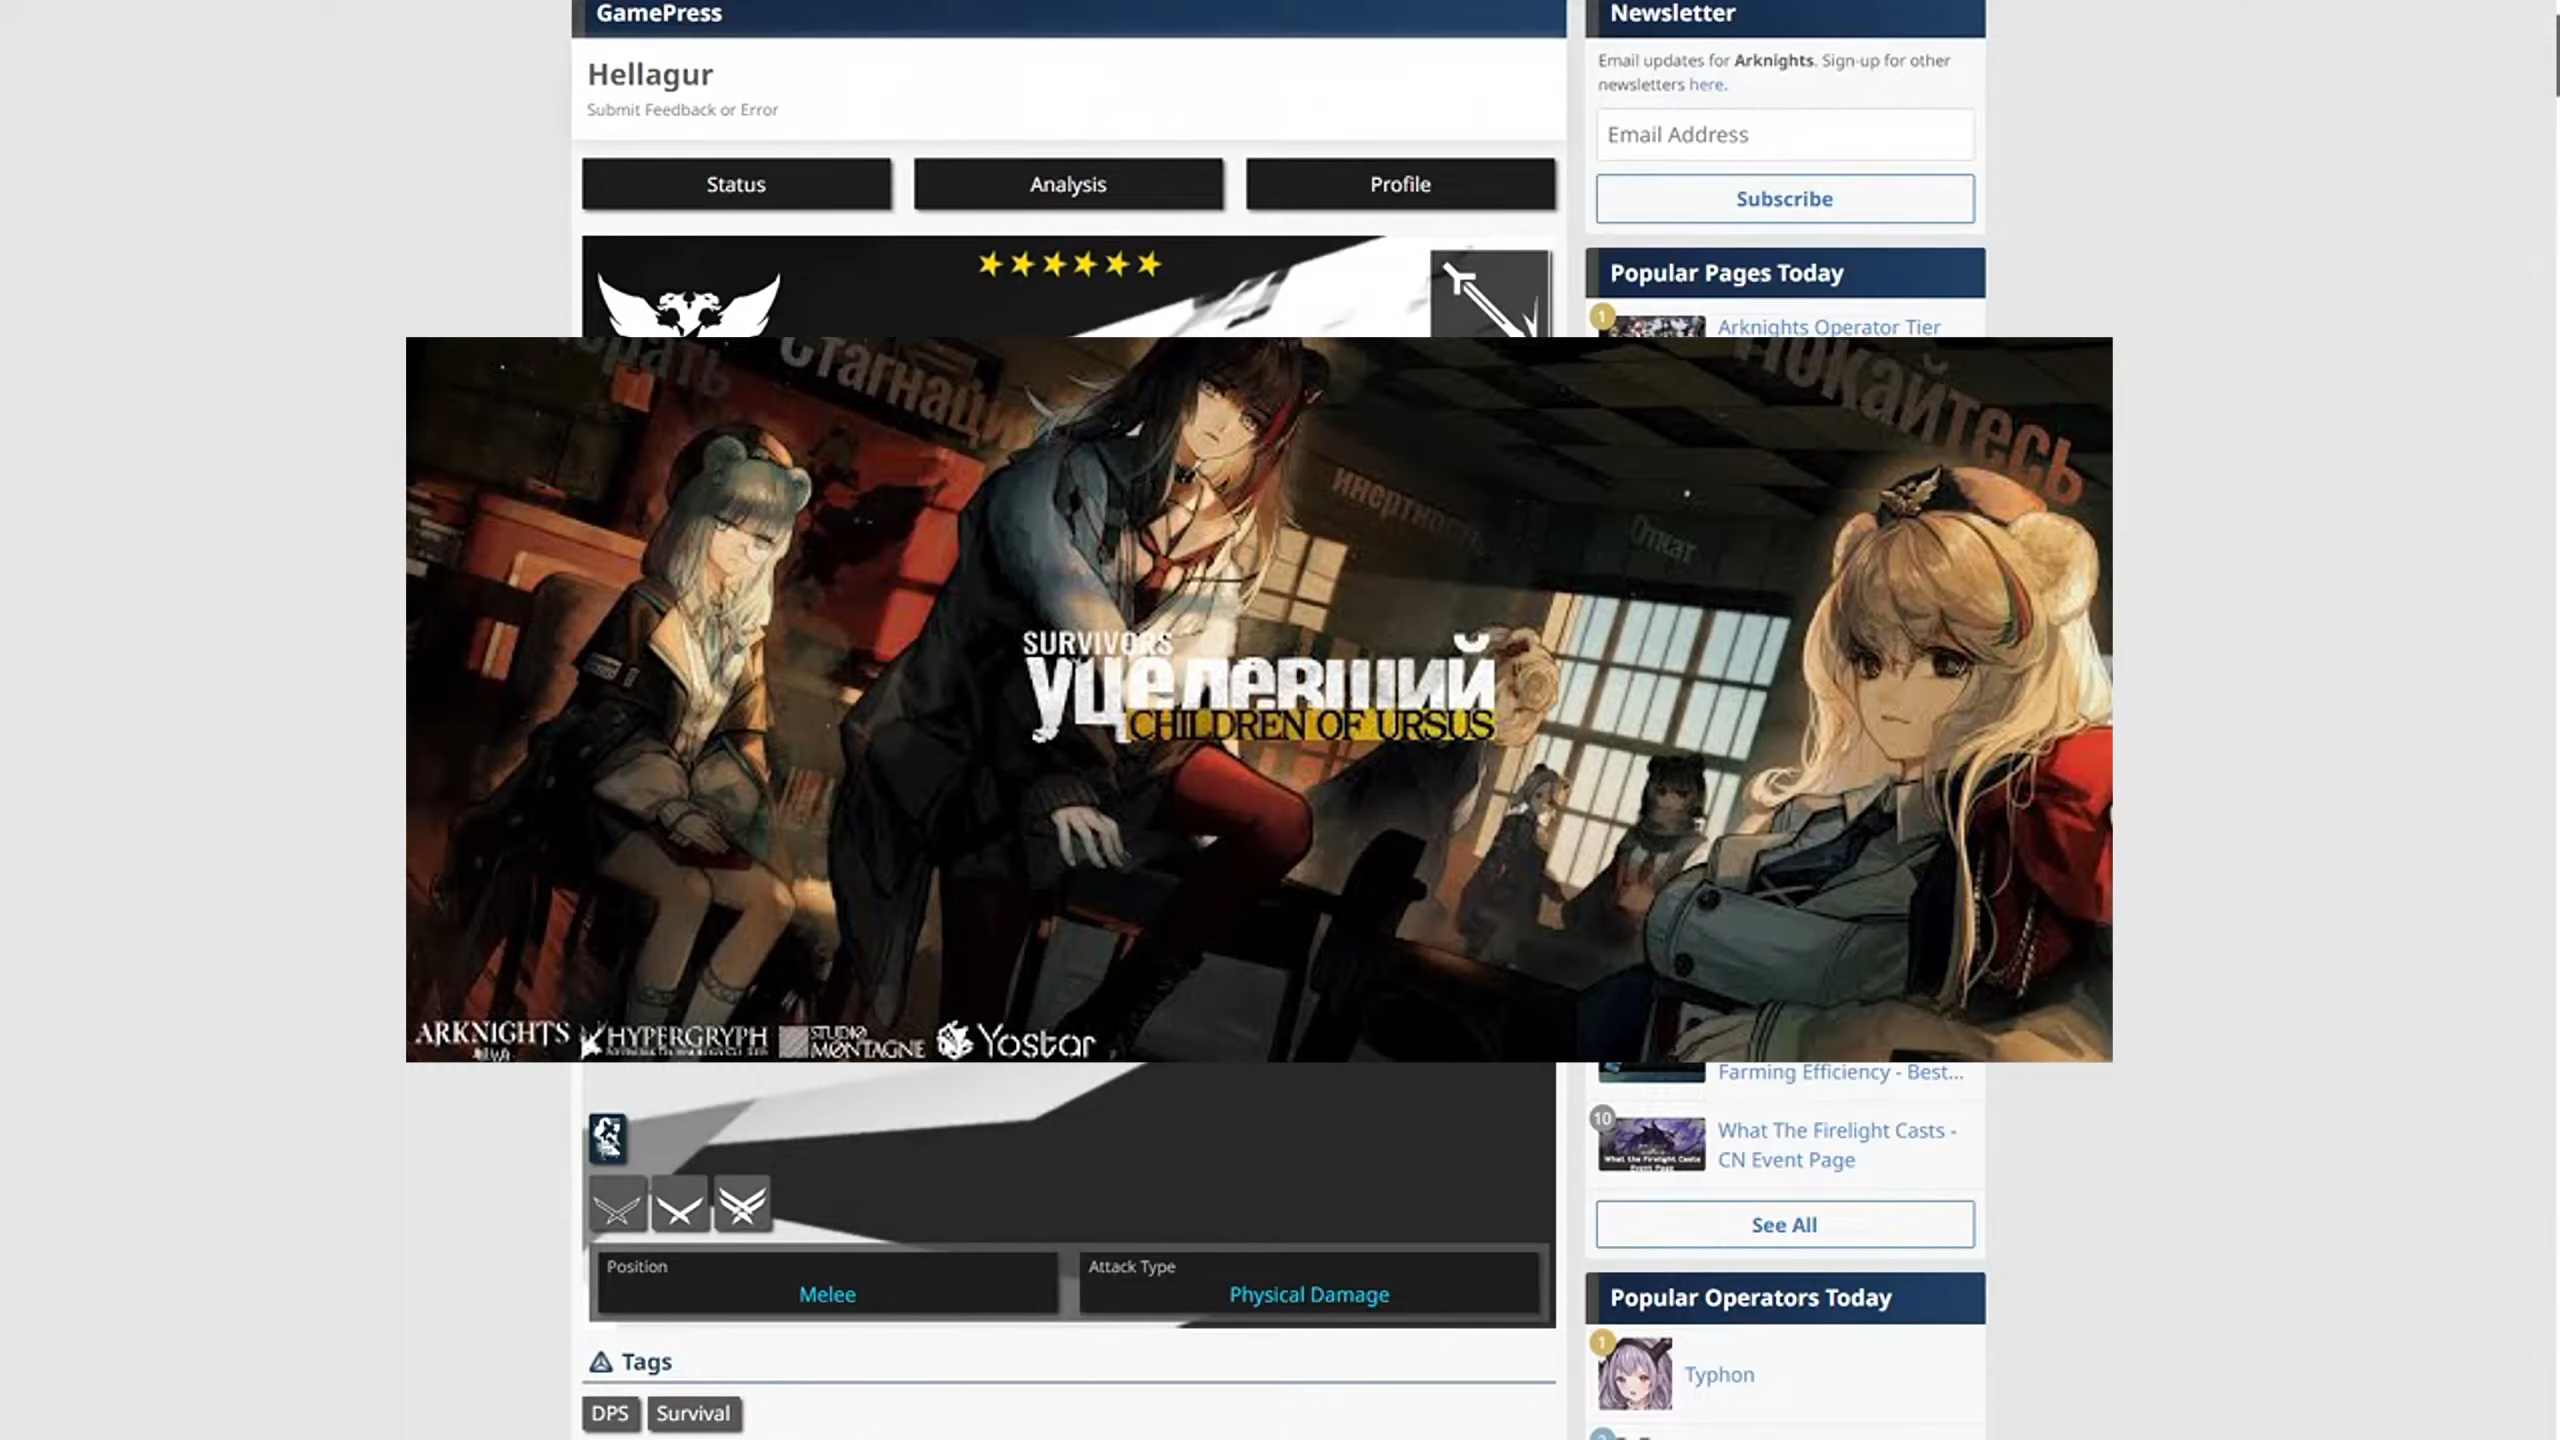 GamePress
Hellagur
Submit Feedback or Error
Status
Analysis
Profile
Newsletter
Email updates for Arknights. Sign-up for other
newsletters here.
Email Address
Subscribe
Popular Pages Today
1
Arknights Operator Tier
Стагнаци
Покайтесь
инертнос
Откат
SURVIVORS
уцелевший
CHILDREN OF URSUS
ARKNIGHTS
HYPERGRYPH
STUDIO
MONTAGNE
Yostar
Farming Efficiency - Best...
10
What The Firelight Casts -
CN Event Page
See All
Position
Melee
Attack Type
Physical Damage
Popular Operators Today
1
Typhon
Tags
DPS
Survival